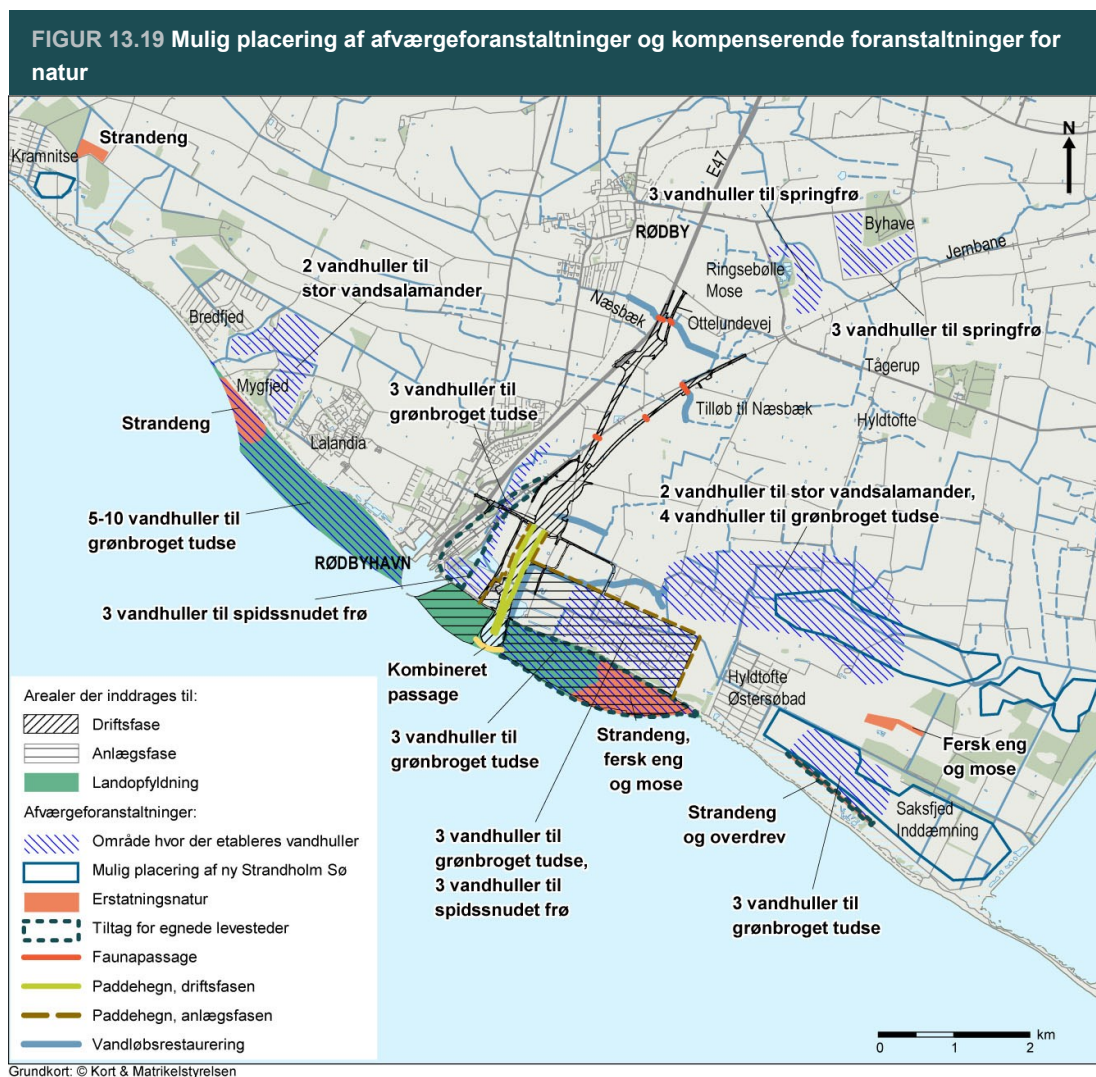 FIGUR 13.19 Mulig placering af afværgeforanstaltninger og kompenserende foranstaltninger for
natur
Strandeng
Kramnitse
N
E47
3 vandhuller til springfrø
Byhave
RØDBY
Jernbane
Ringsebølle
Mose
2 vandhuller til
stor vandsalamander
Næsbæk
Bredfjed
Ottelundevej
3 vandhuller til springfrø
Tågerup
Mygfjed
3 vandhuller til
grønbroget tudse
Strandeng
Tilløb til Næsbæk
Hyldtofte
Lalandia
2 vandhuller til stor vandsalamander,
4 vandhuller til grønbroget tudse
5-10 vandhuller til
grønbroget tudse
RØDBYHAVN
3 vandhuller til spidssnudet frø
Kombineret
passage
Hyldtofte
Østersøbad
3 vandhuller til
grønbroget tudse
Strandeng,
fersk eng
og mose
Fersk eng
og mose
Strandeng
og overdrev
Saksfjed
Inddæmning
3 vandhuller til
grønbroget tudse,
3 vandhuller til
spidssnudet frø
3 vandhuller til
grønbroget tudse
Arealer der inddrages til:
Driftsfase
Anlægsfase
Landopfyldning
Afværgeforanstaltninger:
Område hvor der etableres vandhuller
Mulig placering af ny Strandholm Sø
Erstatningsnatur
Tiltag for egnede levesteder
Faunapassage
Paddehegn, driftsfasen
Paddehegn, anlægsfasen
Vandløbsrestaurering
km
0 1 2
Grundkort: © Kort & Matrikelstyrelsen